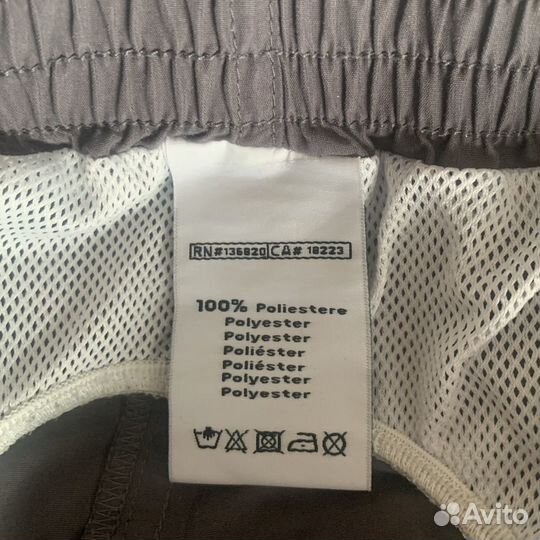 RN#136820 CA# 18223
100% Poliestere
Polyester
Polyester
Poliéster
Poliéster
Polyester
Polyester
Avito